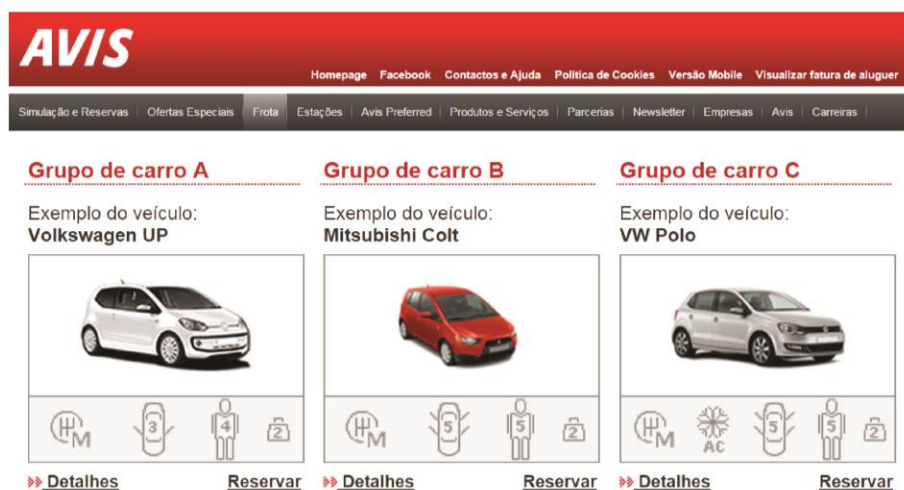 AVIS
Homepage Facebook Contactos e Ajuda Política de Cookies Versão Mobile Visualizar fatura de aluguer
Simulação e Reservas Ofertas Especiais Frota Estações Avis Preferred Produtos e Serviços Parcerias Newsletter Empresas Avis Carreiras
Grupo de carro A
Exemplo do veículo:
Volkswagen UP
M 3 4 2
Detalhes Reservar
Grupo de carro B
Exemplo do veículo:
Mitsubishi Colt
M 5 5 2
Detalhes Reservar
Grupo de carro C
Exemplo do veículo:
VW Polo
M AC 5 5 2
Detalhes Reservar